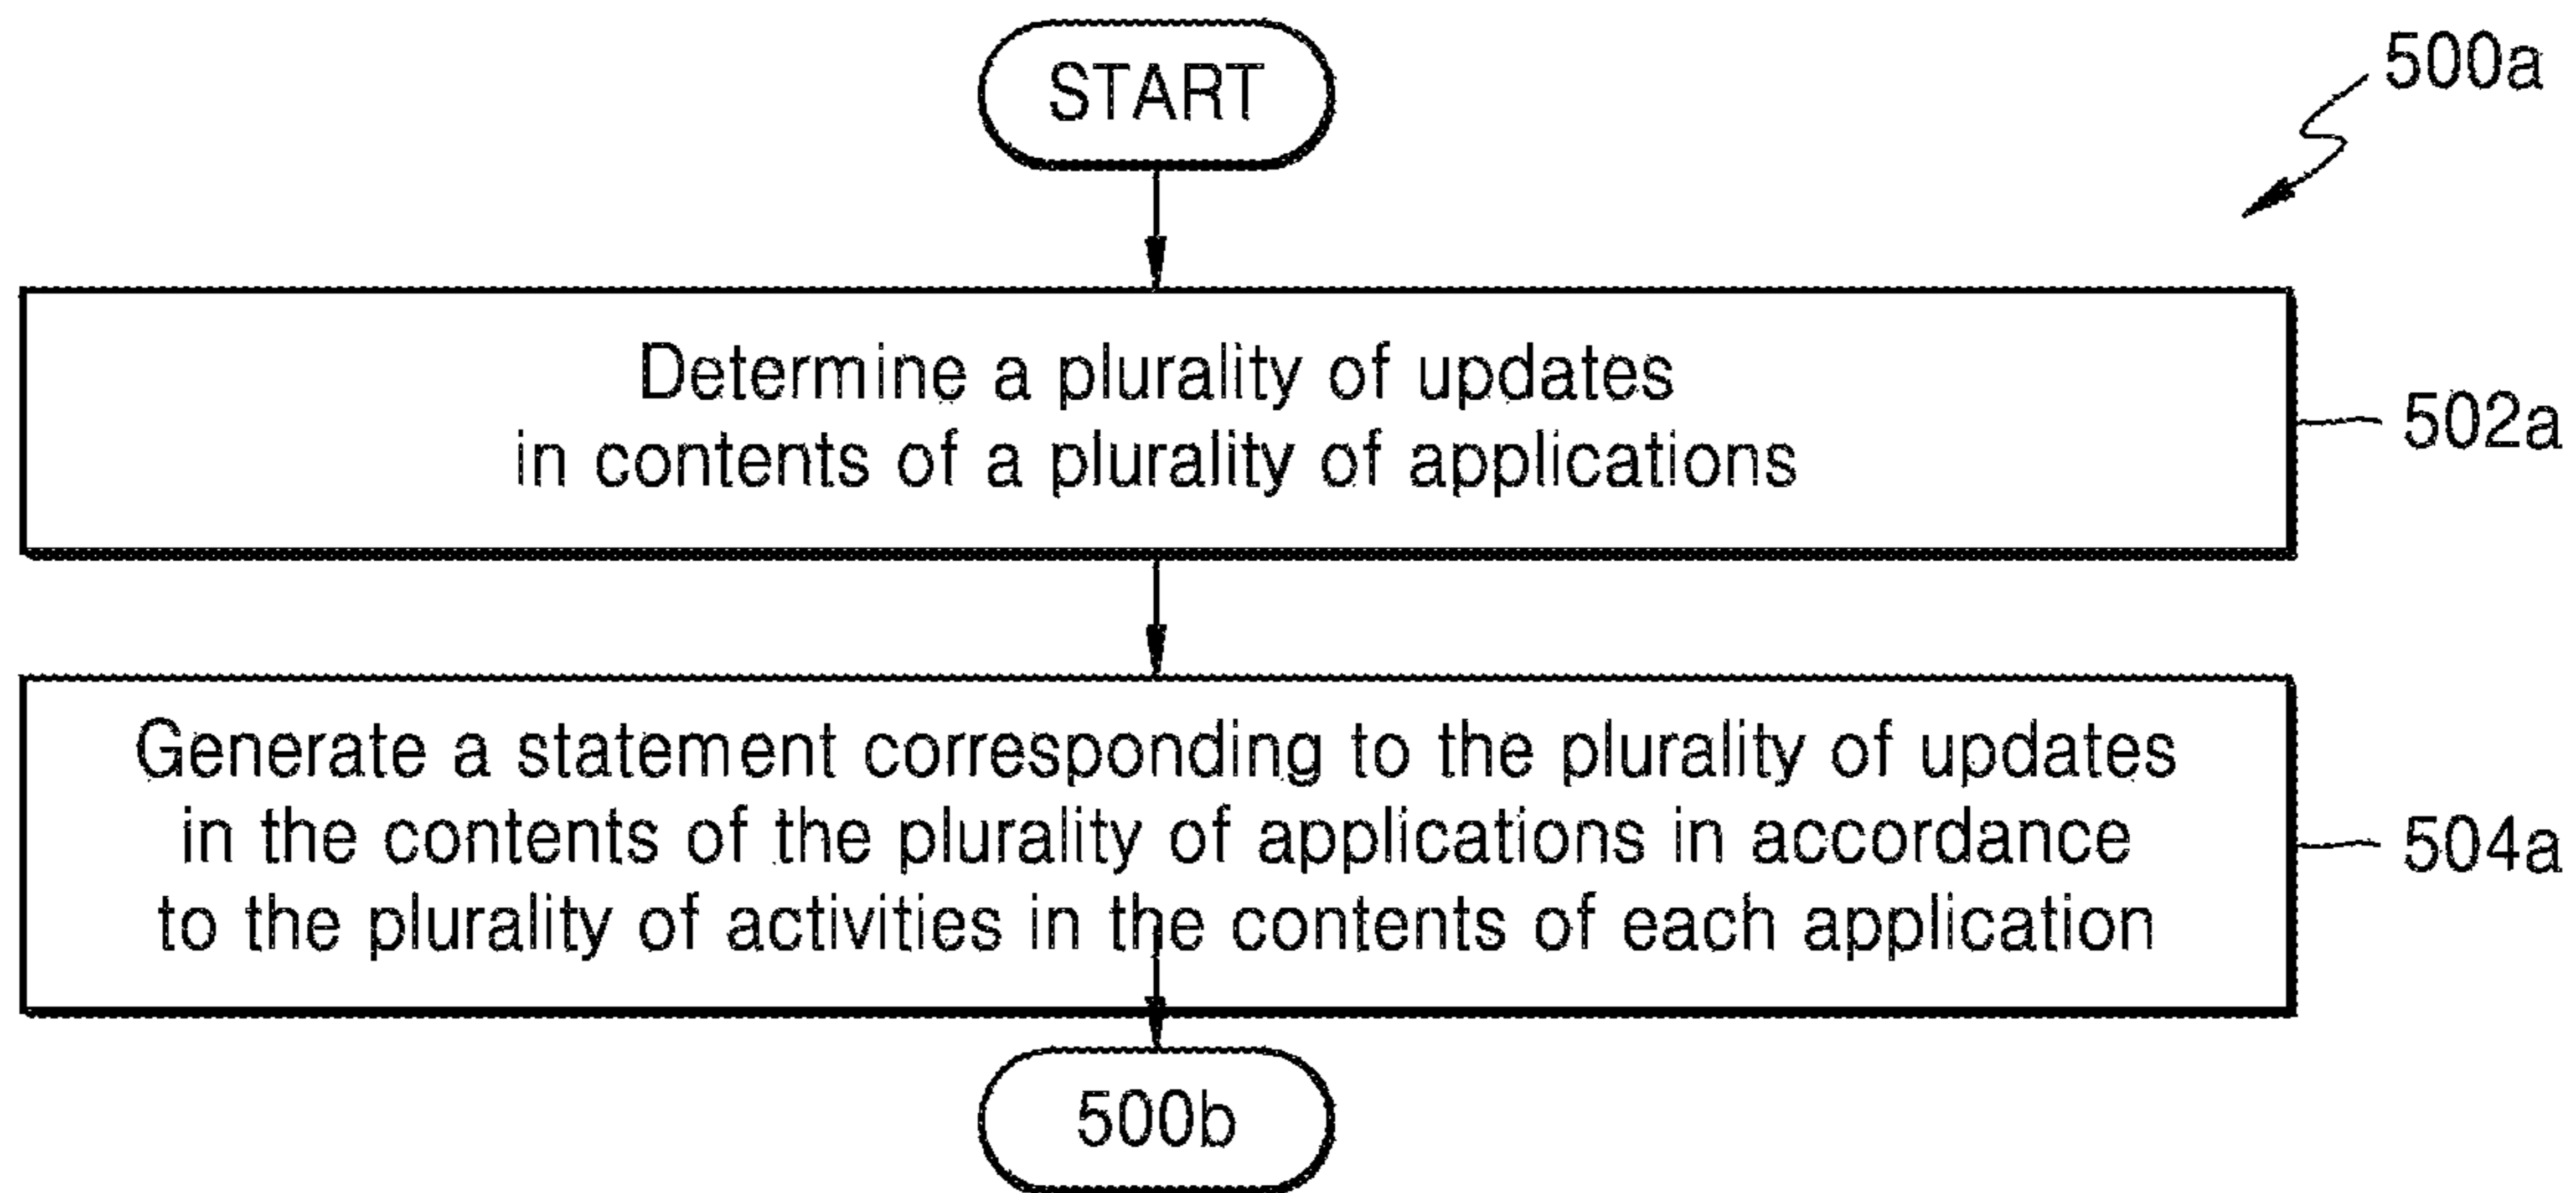 START
500a
Determine a plurality of updates
in contents of a plurality of applications
502a
Generate a statement corresponding to the plurality of updates
in the contents of the plurality of applications in accordance
to the plurality of activities in the contents of each application
504a
500b